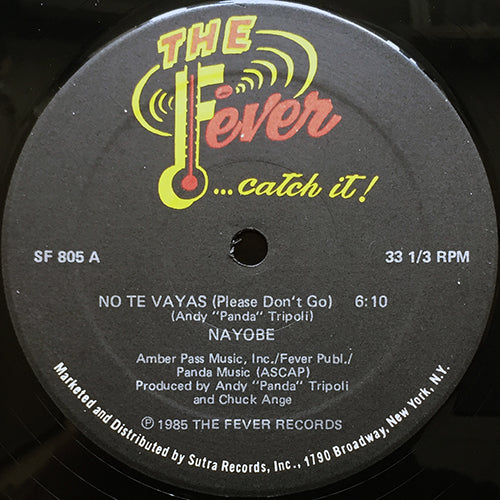 THE
Fever
...catch it!
SF 805 A
33 1/3 RPM
NO TE VAYAS (Please Don't Go) 6:10
(Andy "Panda" Tripoli)
NAYOBE
Amber Pass Music, Inc./Fever Publ./
Panda Music (ASCAP)
Produced by Andy "Panda" Tripoli
and Chuck Ange
℗ 1985 THE FEVER RECORDS
Marketed and Distributed by Sutra Records, Inc., 1790 Broadway, New York, N.Y.